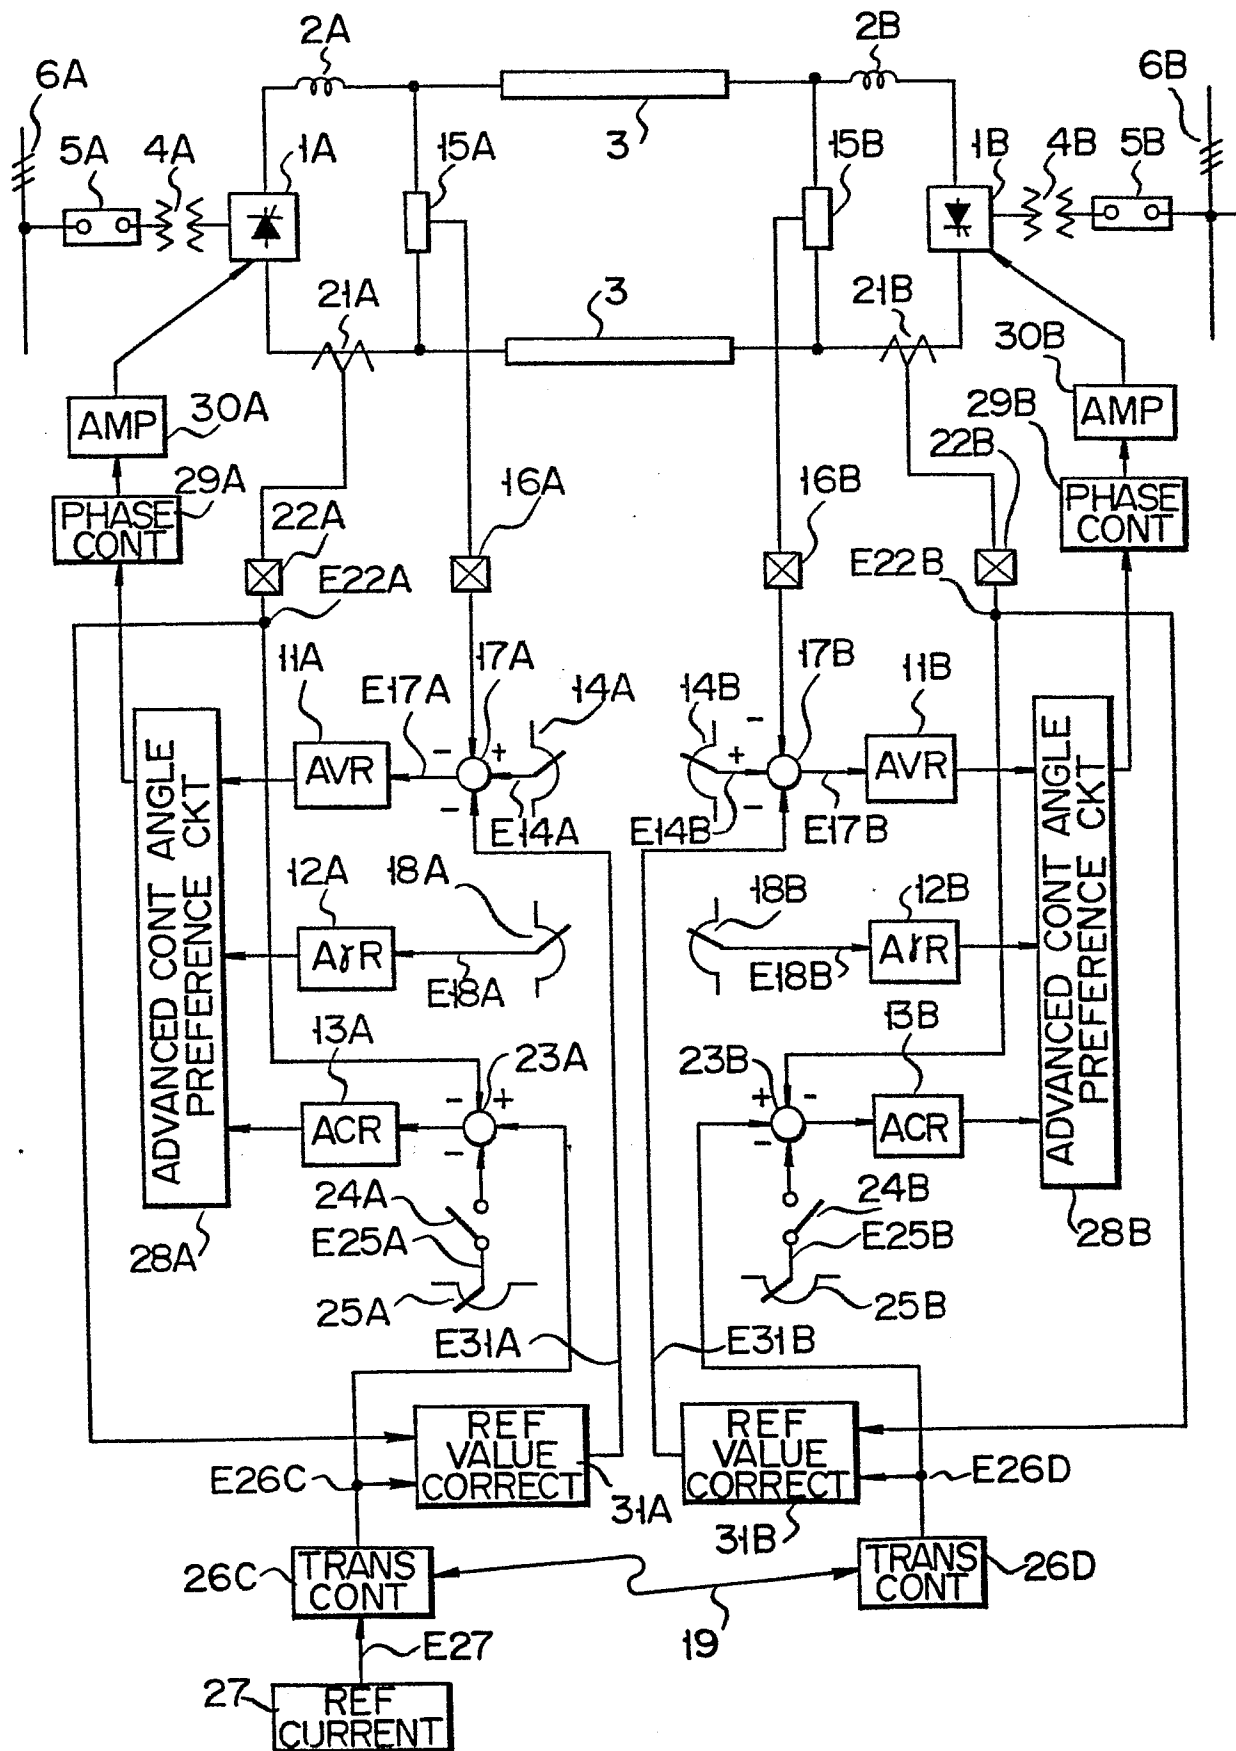 2A
2B
6A
6B
5A
4A
1A
15A
3
15B
1B
4B
5B
21A
3
21B
30B
AMP
30A
29B
AMP
22B
29A
PHASE
CONT
22A
16A
16B
PHASE
CONT
E22A
E22B
11A
17A
17B
11B
E17A
14A
14B
ADVANCED CONT ANGLE
PREFERENCE CKT
AVR
-
+
-
-
+
-
AVR
ADVANCED CONT ANGLE
PREFERENCE CKT
E14A
E14B
E17B
12A
18A
18B
12B
AγR
AγR
E18A
E18B
13A
13B
23A
23B
ACR
-
+
-
+
-
-
ACR
24A
24B
28A
E25A
E25B
28B
25A
25B
E31A
E31B
REF
VALUE
CORRECT
REF
VALUE
CORRECT
E26C
E26D
31A
31B
26C
TRANS
CONT
TRANS
CONT
26D
E27
19
27
REF
CURRENT